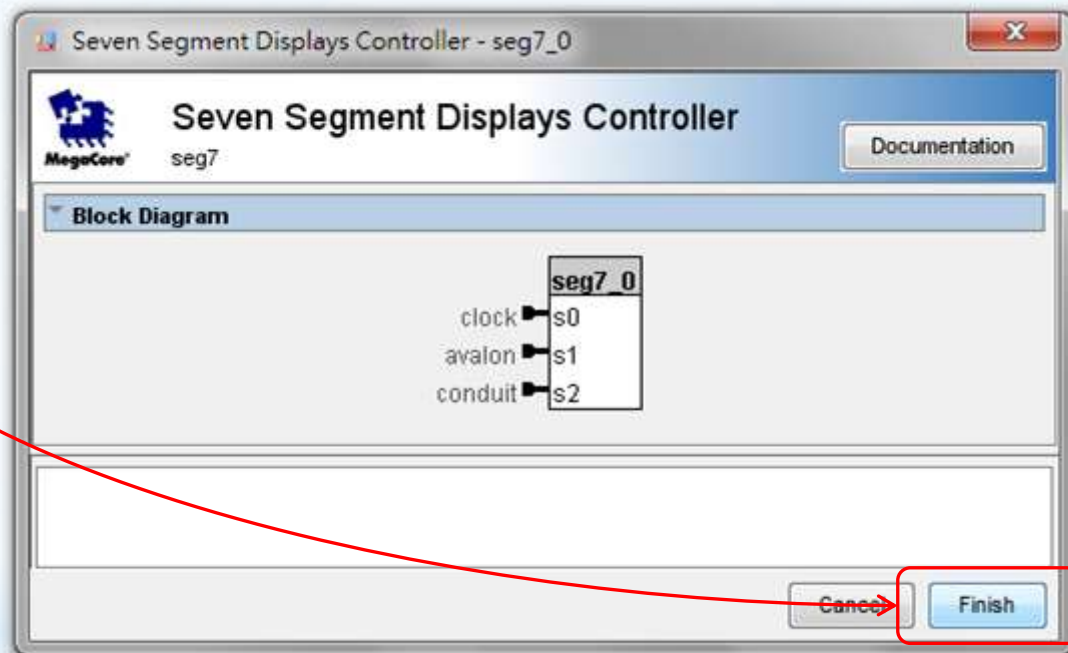 Seven Segment Displays Controller - seg7_0
Seven Segment Displays Controller
MegaCore®
seg7
Documentation
Block Diagram
seg7_0
clock s0
avalon s1
conduit s2
Cancel
Finish